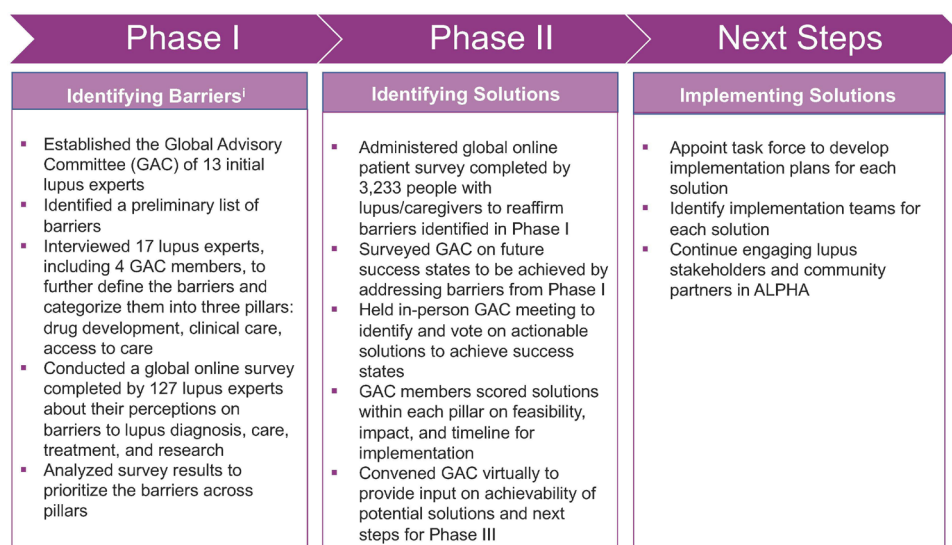 Phase I
Phase II
Next Steps
Identifying Barriersⁱ
▪ Established the Global Advisory
Committee (GAC) of 13 initial
lupus experts
▪ Identified a preliminary list of
barriers
▪ Interviewed 17 lupus experts,
including 4 GAC members, to
further define the barriers and
categorize them into three pillars:
drug development, clinical care,
access to care
▪ Conducted a global online survey
completed by 127 lupus experts
about their perceptions on
barriers to lupus diagnosis, care,
treatment, and research
▪ Analyzed survey results to
prioritize the barriers across
pillars
Identifying Solutions
▪ Administered global online
patient survey completed by
3,233 people with
lupus/caregivers to reaffirm
barriers identified in Phase I
▪ Surveyed GAC on future
success states to be achieved by
addressing barriers from Phase I
▪ Held in-person GAC meeting to
identify and vote on actionable
solutions to achieve success
states
▪ GAC members scored solutions
within each pillar on feasibility,
impact, and timeline for
implementation
▪ Convened GAC virtually to
provide input on achievability of
potential solutions and next
steps for Phase III
Implementing Solutions
▪ Appoint task force to develop
implementation plans for each
solution
▪ Identify implementation teams for
each solution
▪ Continue engaging lupus
stakeholders and community
partners in ALPHA